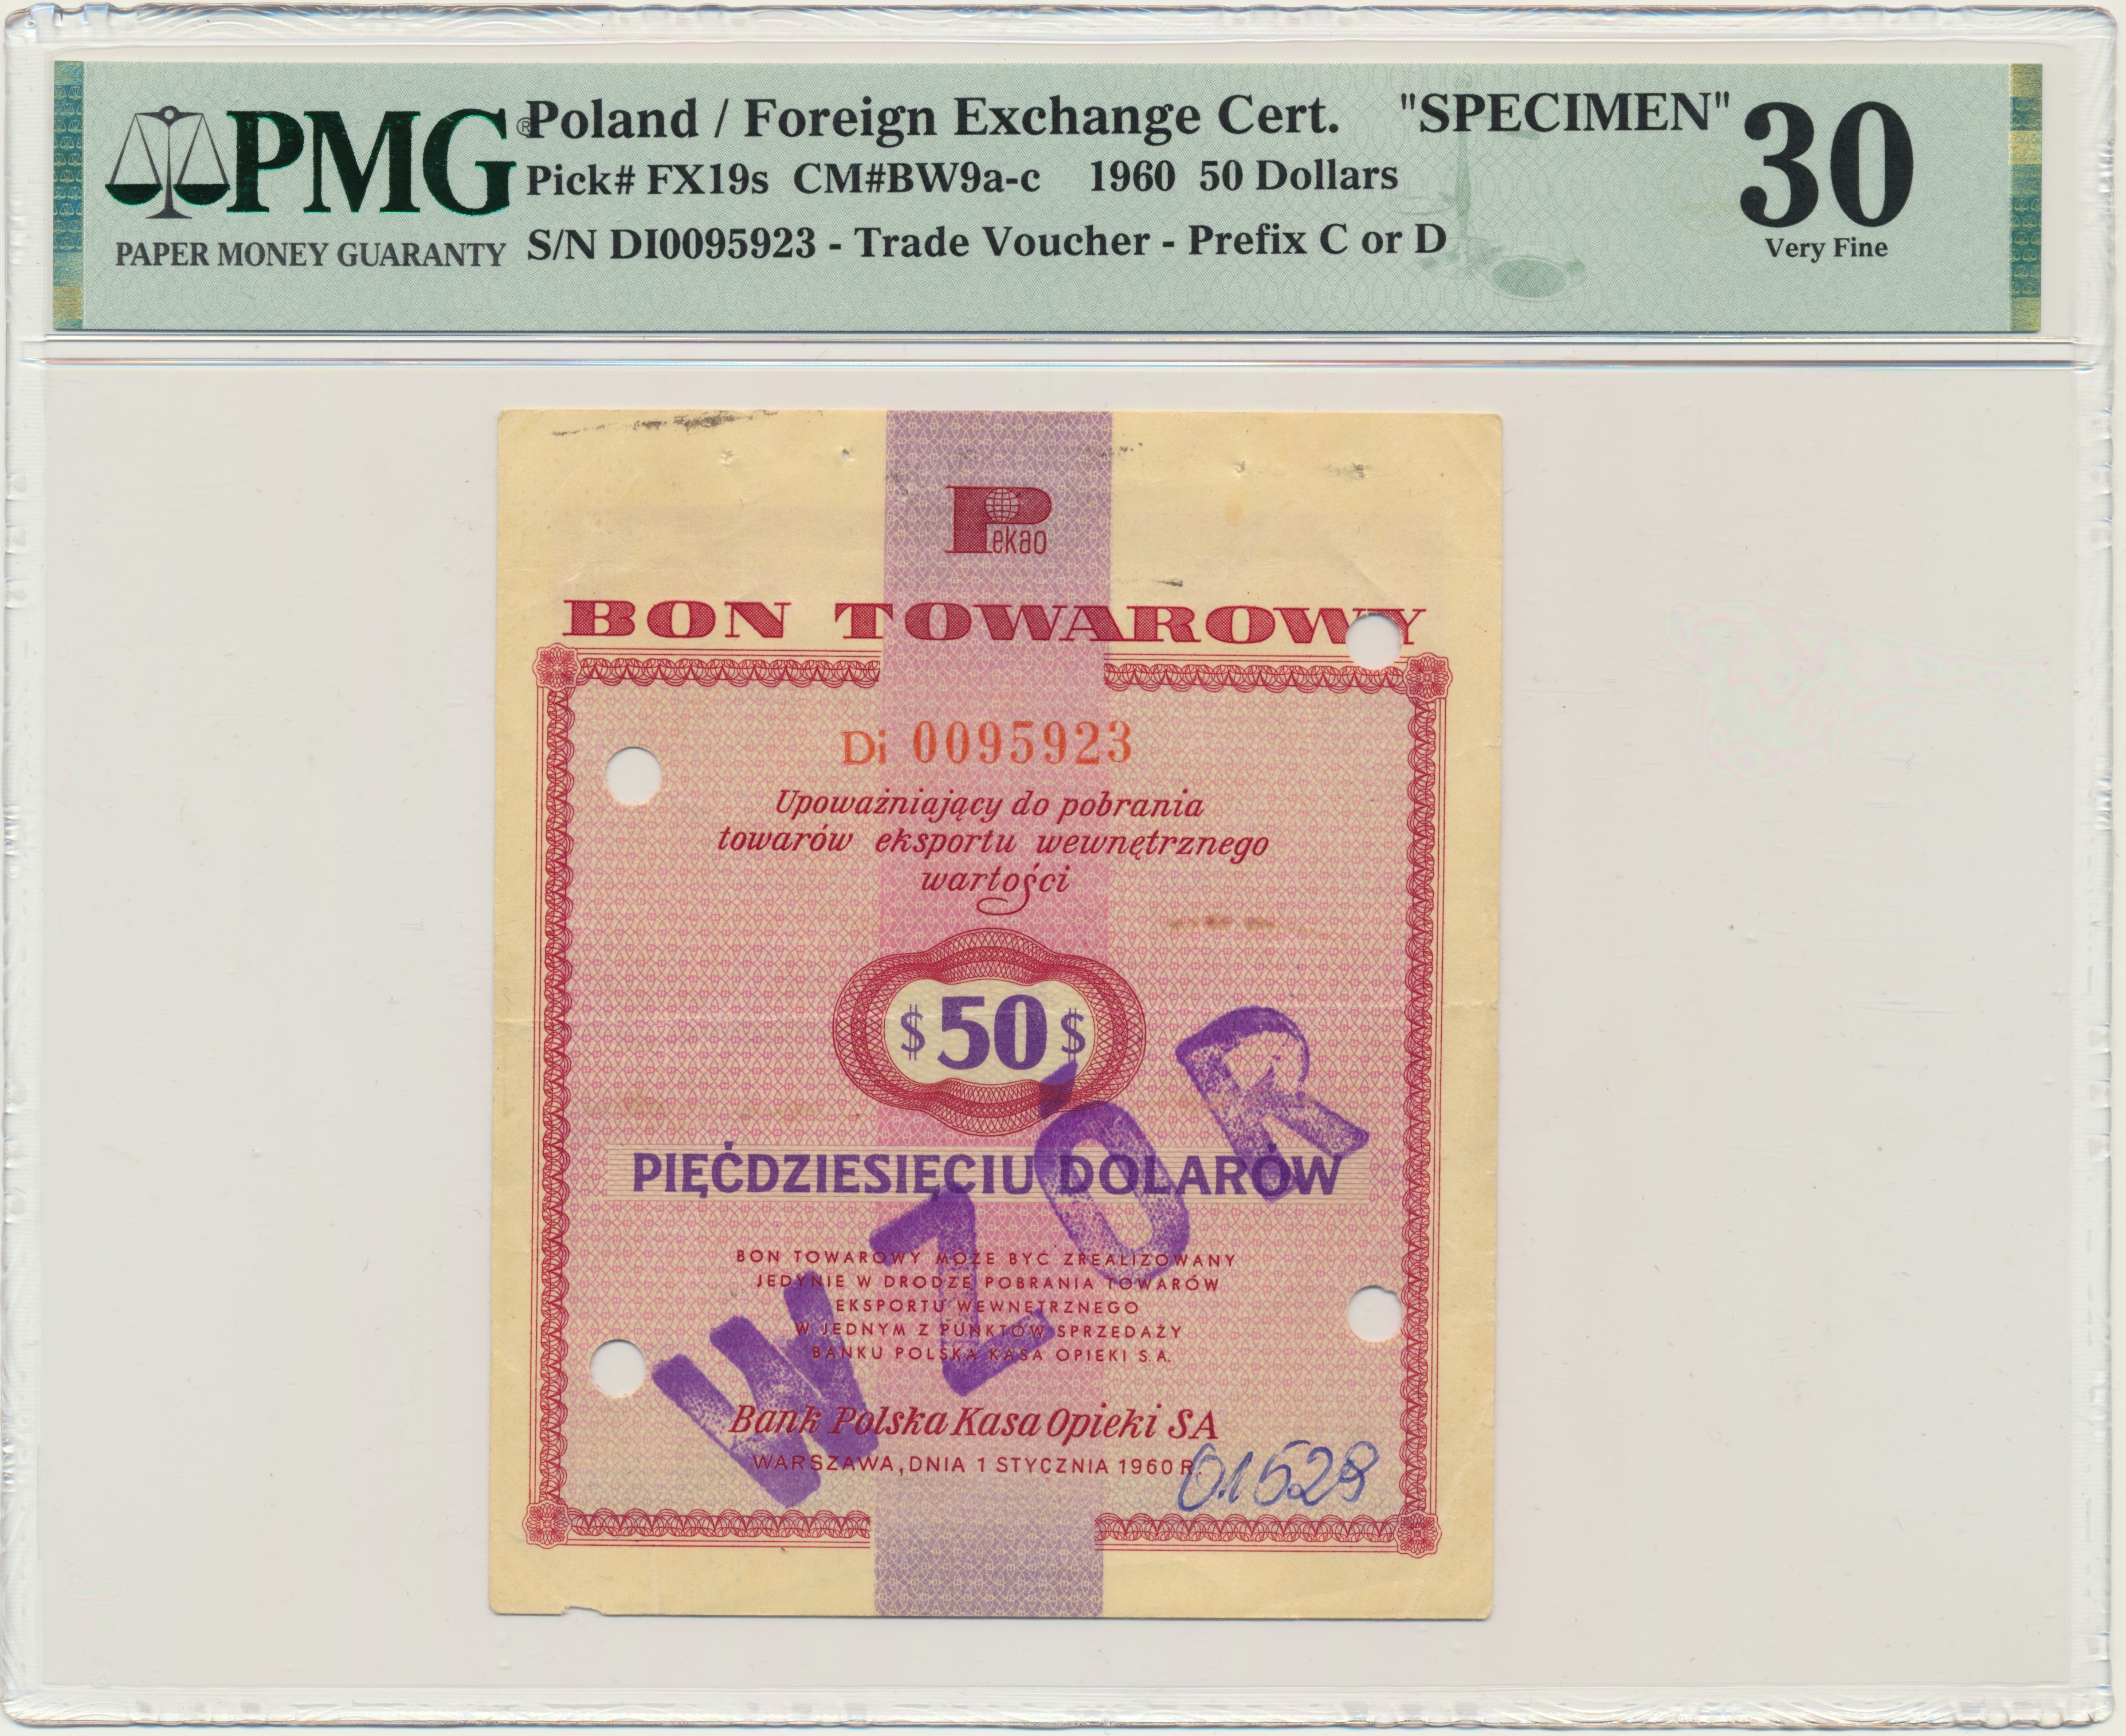 PMG®
PAPER MONEY GUARANTY
Poland / Foreign Exchange Cert. "SPECIMEN"
Pick# FX19s CM#BW9a-c 1960 50 Dollars
S/N DI0095923 - Trade Voucher - Prefix C or D
30
Very Fine
Pekao
BON TOWAROWY
Di 0095923
Upoważniający do pobrania
towarów eksportu wewnętrznego
wartości
$50$
PIĘĆDZIESIĘCIU DOLARÓW
WZÓR
BON TOWAROWY MOŻE BYĆ ZREALIZOWANY
JEDYNIE W DRODZE POBRANIA TOWARÓW
EKSPORTU WEWNĘTRZNEGO
W JEDNYM Z PUNKTÓW SPRZEDAŻY
BANKU POLSKA KASA OPIEKI S.A.
Bank Polska Kasa Opieki SA
WARSZAWA, DNIA 1 STYCZNIA 1960 R.
01528